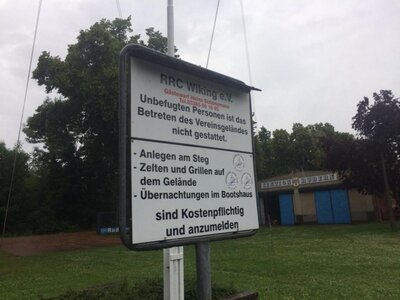 RRC Wiking e.V.
Unbefugten Personen ist das
Betreten des Vereinsgeländes
nicht gestattet.
- Anlegen am Steg
- Zelten und Grillen auf
dem Gelände
- Übernachtungen im Bootshaus
sind Kostenpflichtig
und anzumelden